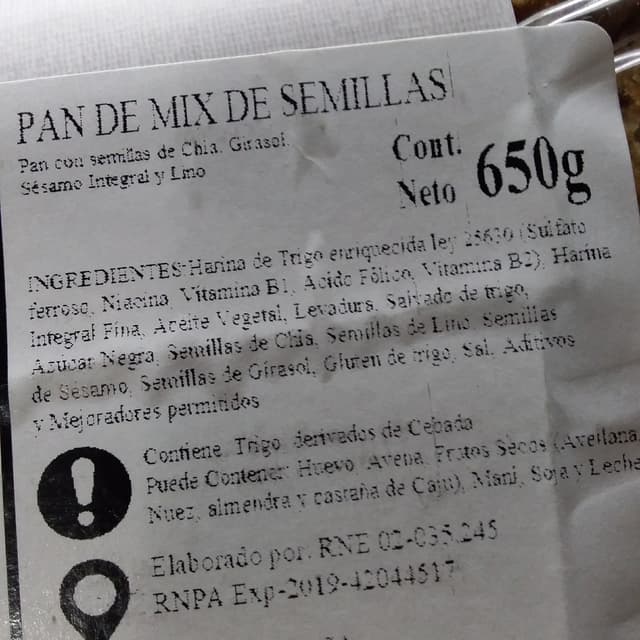 PAN DE MIX DE SEMILLAS
Pan con semillas de Chia, Girasol,
Sésamo Integral y Lino
Cont.
Neto
650g
INGREDIENTES: Harina de Trigo enriquecida ley 25630 (Sulfato
ferroso, Niacina, Vitamina B1, Acido Fólico, Vitamina B2), Harina
Integral Fina, Aceite Vegetal, Levadura, Salvado de trigo,
Azucar Negra, Semillas de Chia, Semillas de Lino, Semillas
de Sésamo, Semillas de Girasol, Gluten de trigo, Sal, Aditivos
y Mejoradores permitidos
Contiene Trigo derivados de Cebada
Puede Contener Huevo, Avena, Frutos Secos (Avellana,
Nuez, almendra y castaña de Caju), Mani, Soja y Leche
Elaborado por: RNE 02-035.245
RNPA Exp-2019-42044517